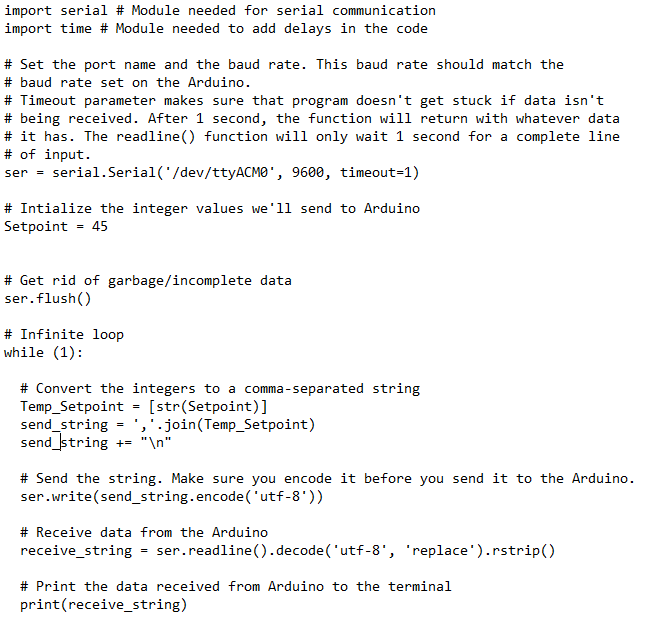 import serial # Module needed for serial communication
import time # Module needed to add delays in the code
# Set the port name and the baud rate. This baud rate should match the
# baud rate set on the Arduino.
# Timeout parameter makes sure that program doesn't get stuck if data isn't
# being received. After 1 second, the function will return with whatever data
# it has. The readline() function will only wait 1 second for a complete line
# of input.
ser = serial.Serial('/dev/ttyACM0', 9600, timeout=1)
# Intialize the integer values we'll send to Arduino
Setpoint = 45
# Get rid of garbage/incomplete data
ser.flush()
# Infinite loop
while (1):
  # Convert the integers to a comma-separated string
  Temp_Setpoint = [str(Setpoint)]
  send_string = ','.join(Temp_Setpoint)
  send_string += "\n"
  # Send the string. Make sure you encode it before you send it to the Arduino.
  ser.write(send_string.encode('utf-8'))
  # Receive data from the Arduino
  receive_string = ser.readline().decode('utf-8', 'replace').rstrip()
  # Print the data received from Arduino to the terminal
  print(receive_string)